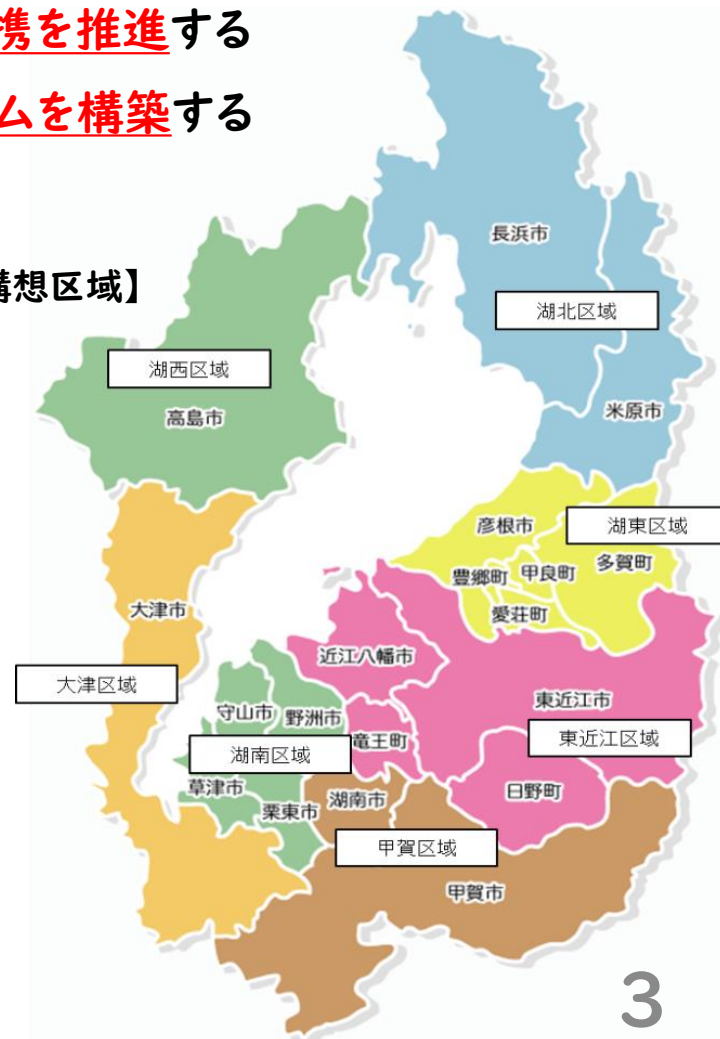 携を推進する
ムを構築する
構想区域】
長浜市
湖北区域
湖西区域
高島市
米原市
彦根市
湖東区域
多賀町
豊郷町
甲良町
愛荘町
大津市
近江八幡市
大津区域
東近江市
守山市
野洲市
竜王町
東近江区域
湖南区域
草津市
日野町
湖南市
栗東市
甲賀区域
甲賀市
3